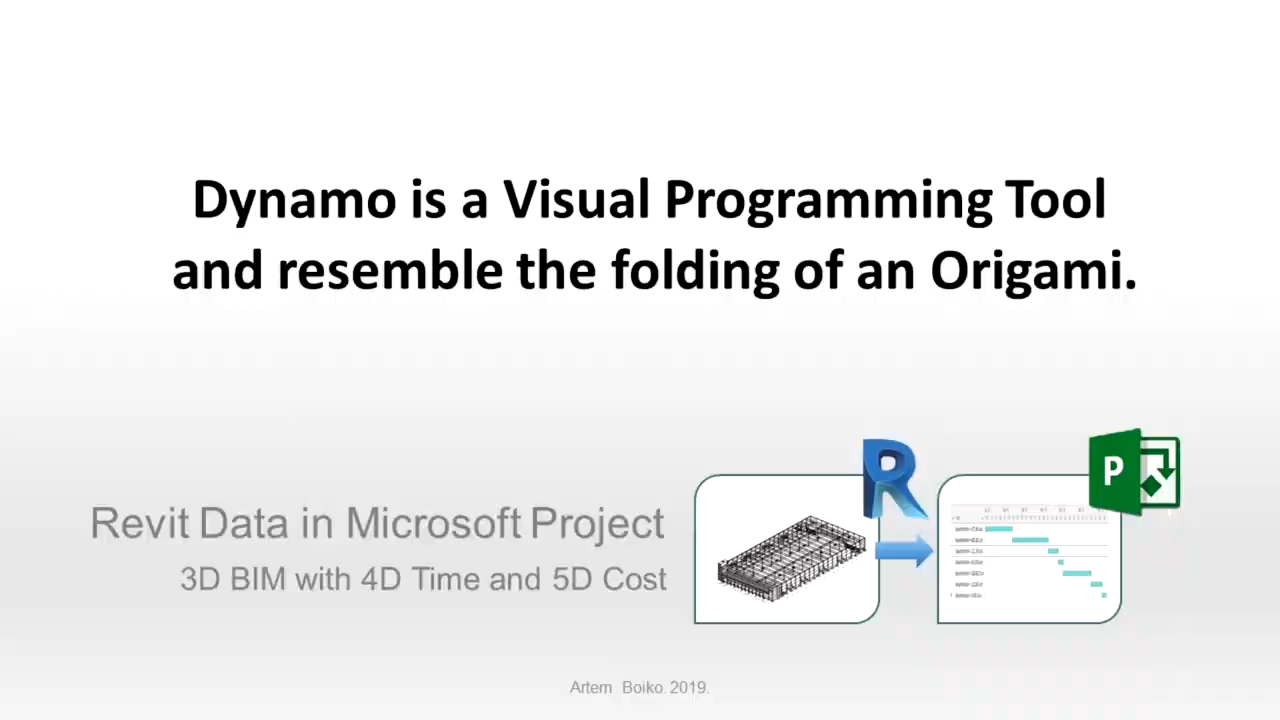 Dynamo is a Visual Programming Tool
and resemble the folding of an Origami.
R
P
Revit Data in Microsoft Project
3D BIM with 4D Time and 5D Cost
Artem Boiko. 2019.